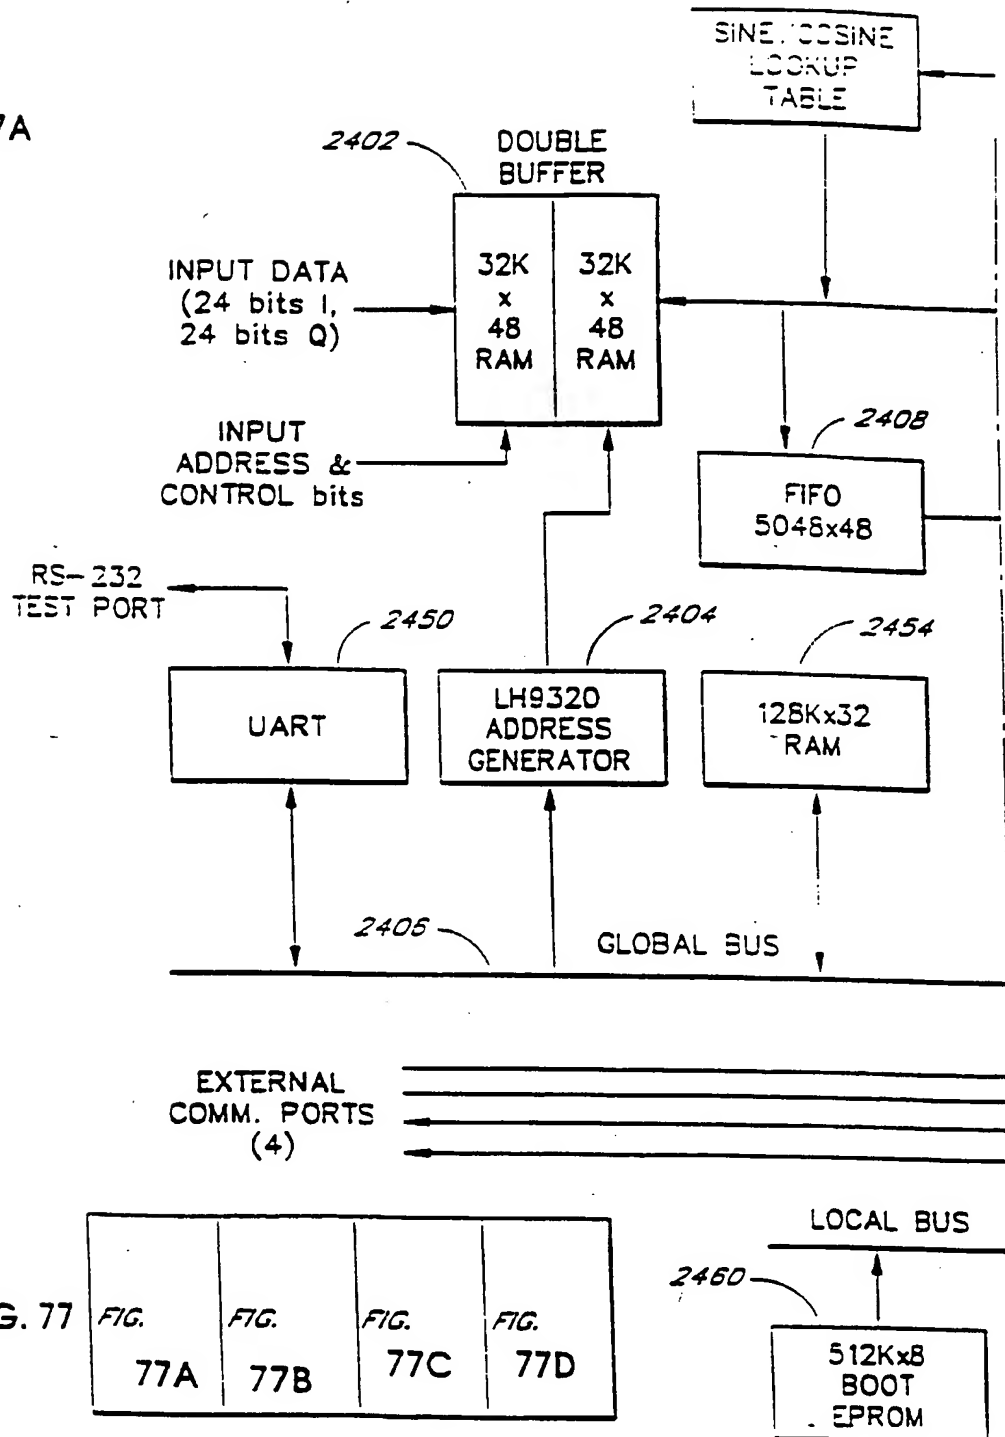 SINE/COSINE
LOOKUP
TABLE
7A
2402
DOUBLE
BUFFER
INPUT DATA
(24 bits I,
24 bits Q)
32K
x
48
RAM
32K
x
48
RAM
INPUT
ADDRESS &
CONTROL bits
2408
FIFO
5048x48
RS-232
TEST PORT
2450
2404
2454
UART
LH9320
ADDRESS
GENERATOR
128Kx32
RAM
2406
GLOBAL BUS
EXTERNAL
COMM. PORTS
(4)
LOCAL BUS
2460
G. 77
FIG.
77A
FIG.
77B
FIG.
77C
FIG.
77D
512Kx8
BOOT
EPROM